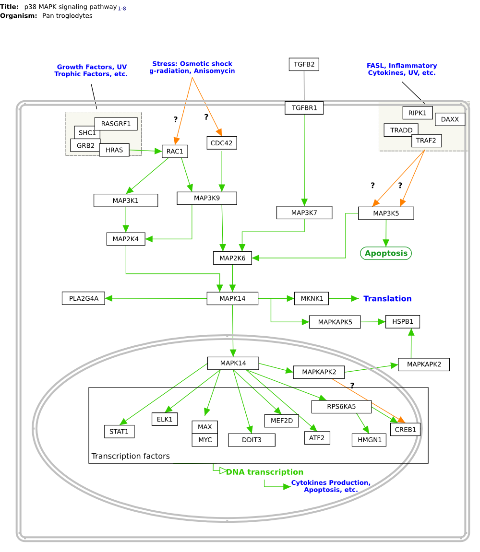 Title: p38 MAPK signaling pathway 1-8
Organism: Pan troglodytes
Growth Factors, UV
Trophic Factors, etc.
Stress: Osmotic shock
g-radiation, Anisomycin
TGFB2
FASL, Inflammatory
Cytokines, UV, etc.
TGFBR1
RASGRF1
SHC1
GRB2
HRAS
RAC1
?
?
CDC42
RIPK1
DAXX
TRADD
TRAF2
?
?
MAP3K1
MAP3K9
MAP3K7
MAP3K5
MAP2K4
MAP2K6
Apoptosis
PLA2G4A
MAPK14
MKNK1
Translation
MAPKAPK5
HSPB1
MAPK14
MAPKAPK2
MAPKAPK2
?
STAT1
ELK1
MAX
MYC
DDIT3
MEF2D
ATF2
RPS6KA5
HMGN1
CREB1
Transcription factors
DNA transcription
Cytokines Production,
Apoptosis, etc.